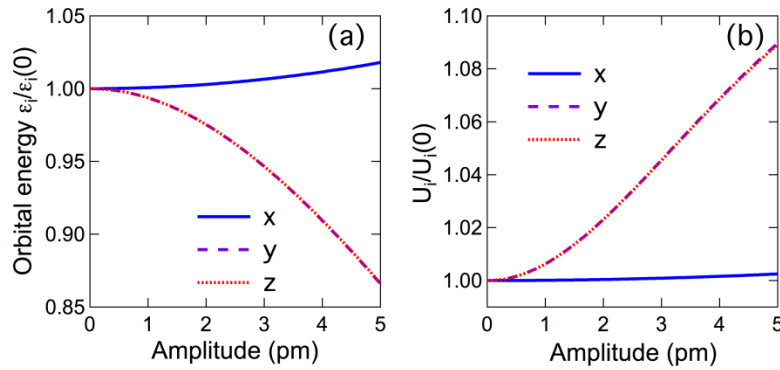 (a)
Orbital energy εᵢ/εᵢ(0)
1.05
1.00
0.95
0.90
0.85
x
y
z
0 1 2 3 4 5
Amplitude (pm)
(b)
Uᵢ/Uᵢ(0)
1.10
1.08
1.06
1.04
1.02
1.00
x
y
z
0 1 2 3 4 5
Amplitude (pm)